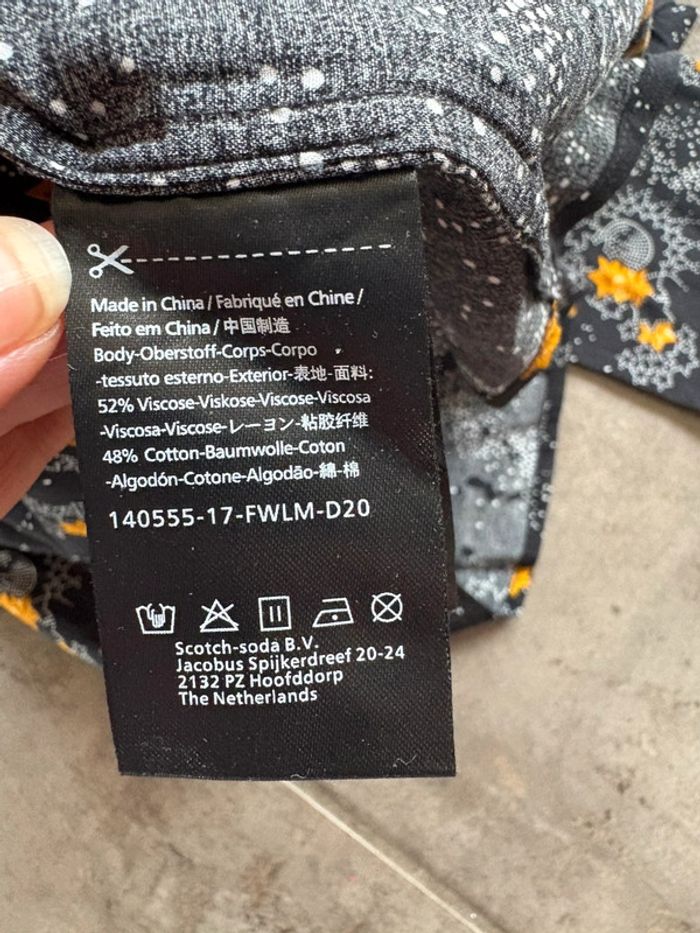 Made in China / Fabriqué en Chine /
Feito em China / 中国制造
Body-Oberstoff-Corps-Corpo
-tessuto esterno-Exterior-表地-面料:
52% Viscose-Viskose-Viscose-Viscosa
-Viscosa-Viscose-レーヨン-粘胶纤维
48% Cotton-Baumwolle-Coton
-Algodón-Cotone-Algodão-綿-棉
140555-17-FWLM-D20
Scotch-soda B.V.
Jacobus Spijkerdreef 20-24
2132 PZ Hoofddorp
The Netherlands